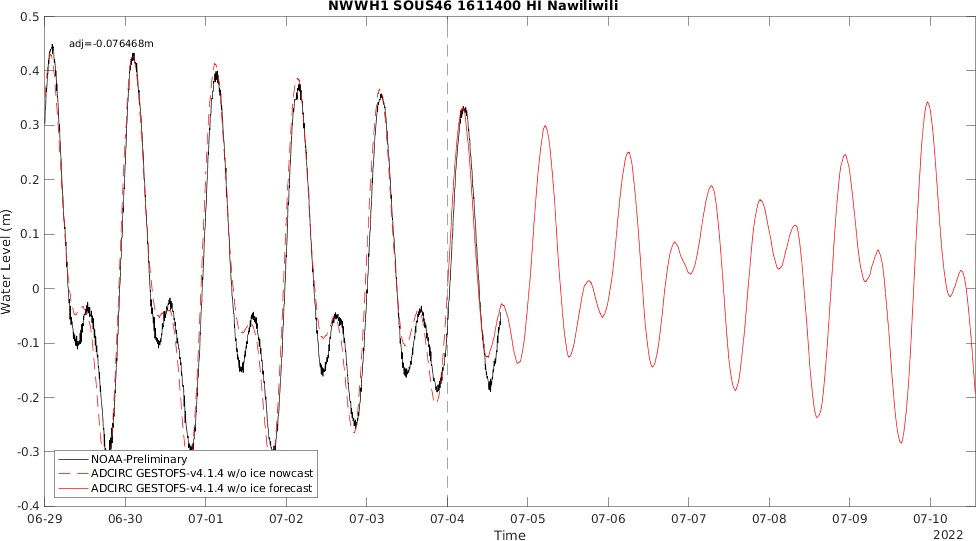 NWWH1 SOUS46 1611400 HI Nawiliwili
adj=-0.076468m
Water Level (m)
0.5
0.4
0.3
0.2
0.1
0
-0.1
-0.2
-0.3
-0.4
NOAA-Preliminary
ADCIRC GESTOFS-v4.1.4 w/o ice nowcast
ADCIRC GESTOFS-v4.1.4 w/o ice forecast
06-29 06-30 07-01 07-02 07-03 07-04 07-05 07-06 07-07 07-08 07-09 07-10
Time
2022